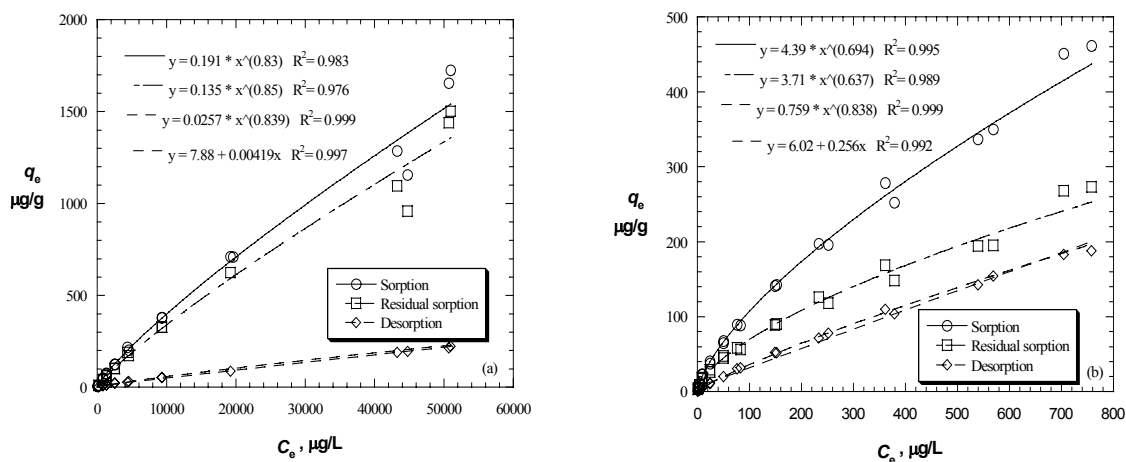 2000
1500
1000
500
0
q e
µg/g
y = 0.191 * x^(0.83) R²= 0.983
y = 0.135 * x^(0.85) R²= 0.976
y = 0.0257 * x^(0.839) R²= 0.999
y = 7.88 + 0.00419x R²= 0.997
Sorption
Residual sorption
Desorption
(a)
0 10000 20000 30000 40000 50000 60000
C e , µg/L
500
400
300
200
100
0
q e
µg/g
y = 4.39 * x^(0.694) R²= 0.995
y = 3.71 * x^(0.637) R²= 0.989
y = 0.759 * x^(0.838) R²= 0.999
y = 6.02 + 0.256x R²= 0.992
Sorption
Residual sorption
Desorption
(b)
0 100 200 300 400 500 600 700 800
C e , µg/L